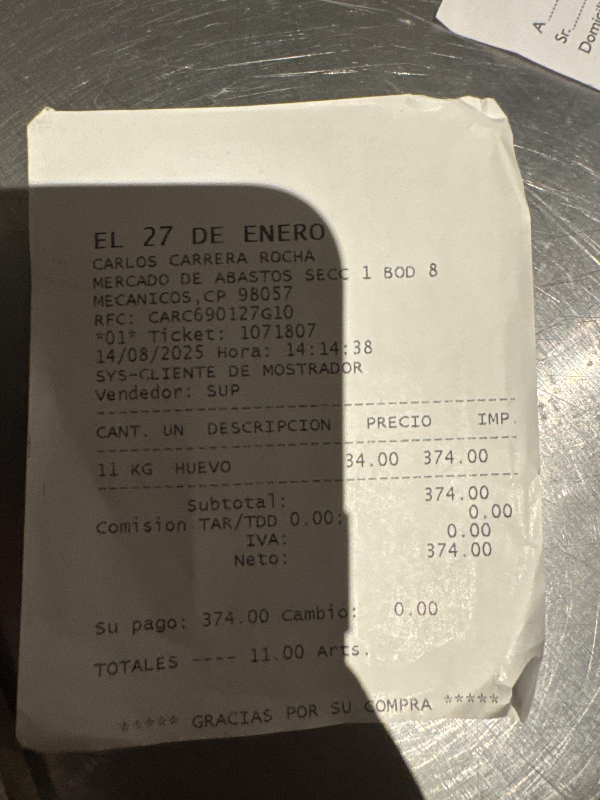 A
Sr.
Domicil
EL 27 DE ENERO
CARLOS CARRERA ROCHA
MERCADO DE ABASTOS SECC 1 BOD 8
MECANICOS,CP 98057
RFC: CARC690127G10
*01* Ticket: 1071807
14/08/2025 Hora: 14:14:38
SYS-CLIENTE DE MOSTRADOR
Vendedor: SUP
CANT. UN DESCRIPCION PRECIO IMP.
11 KG HUEVO 34.00 374.00
Subtotal: 374.00
Comision TAR/TDD 0.00: 0.00
IVA: 0.00
Neto: 374.00
Su pago: 374.00 Cambio: 0.00
TOTALES ---- 11.00 Arts.
***** GRACIAS POR SU COMPRA *****